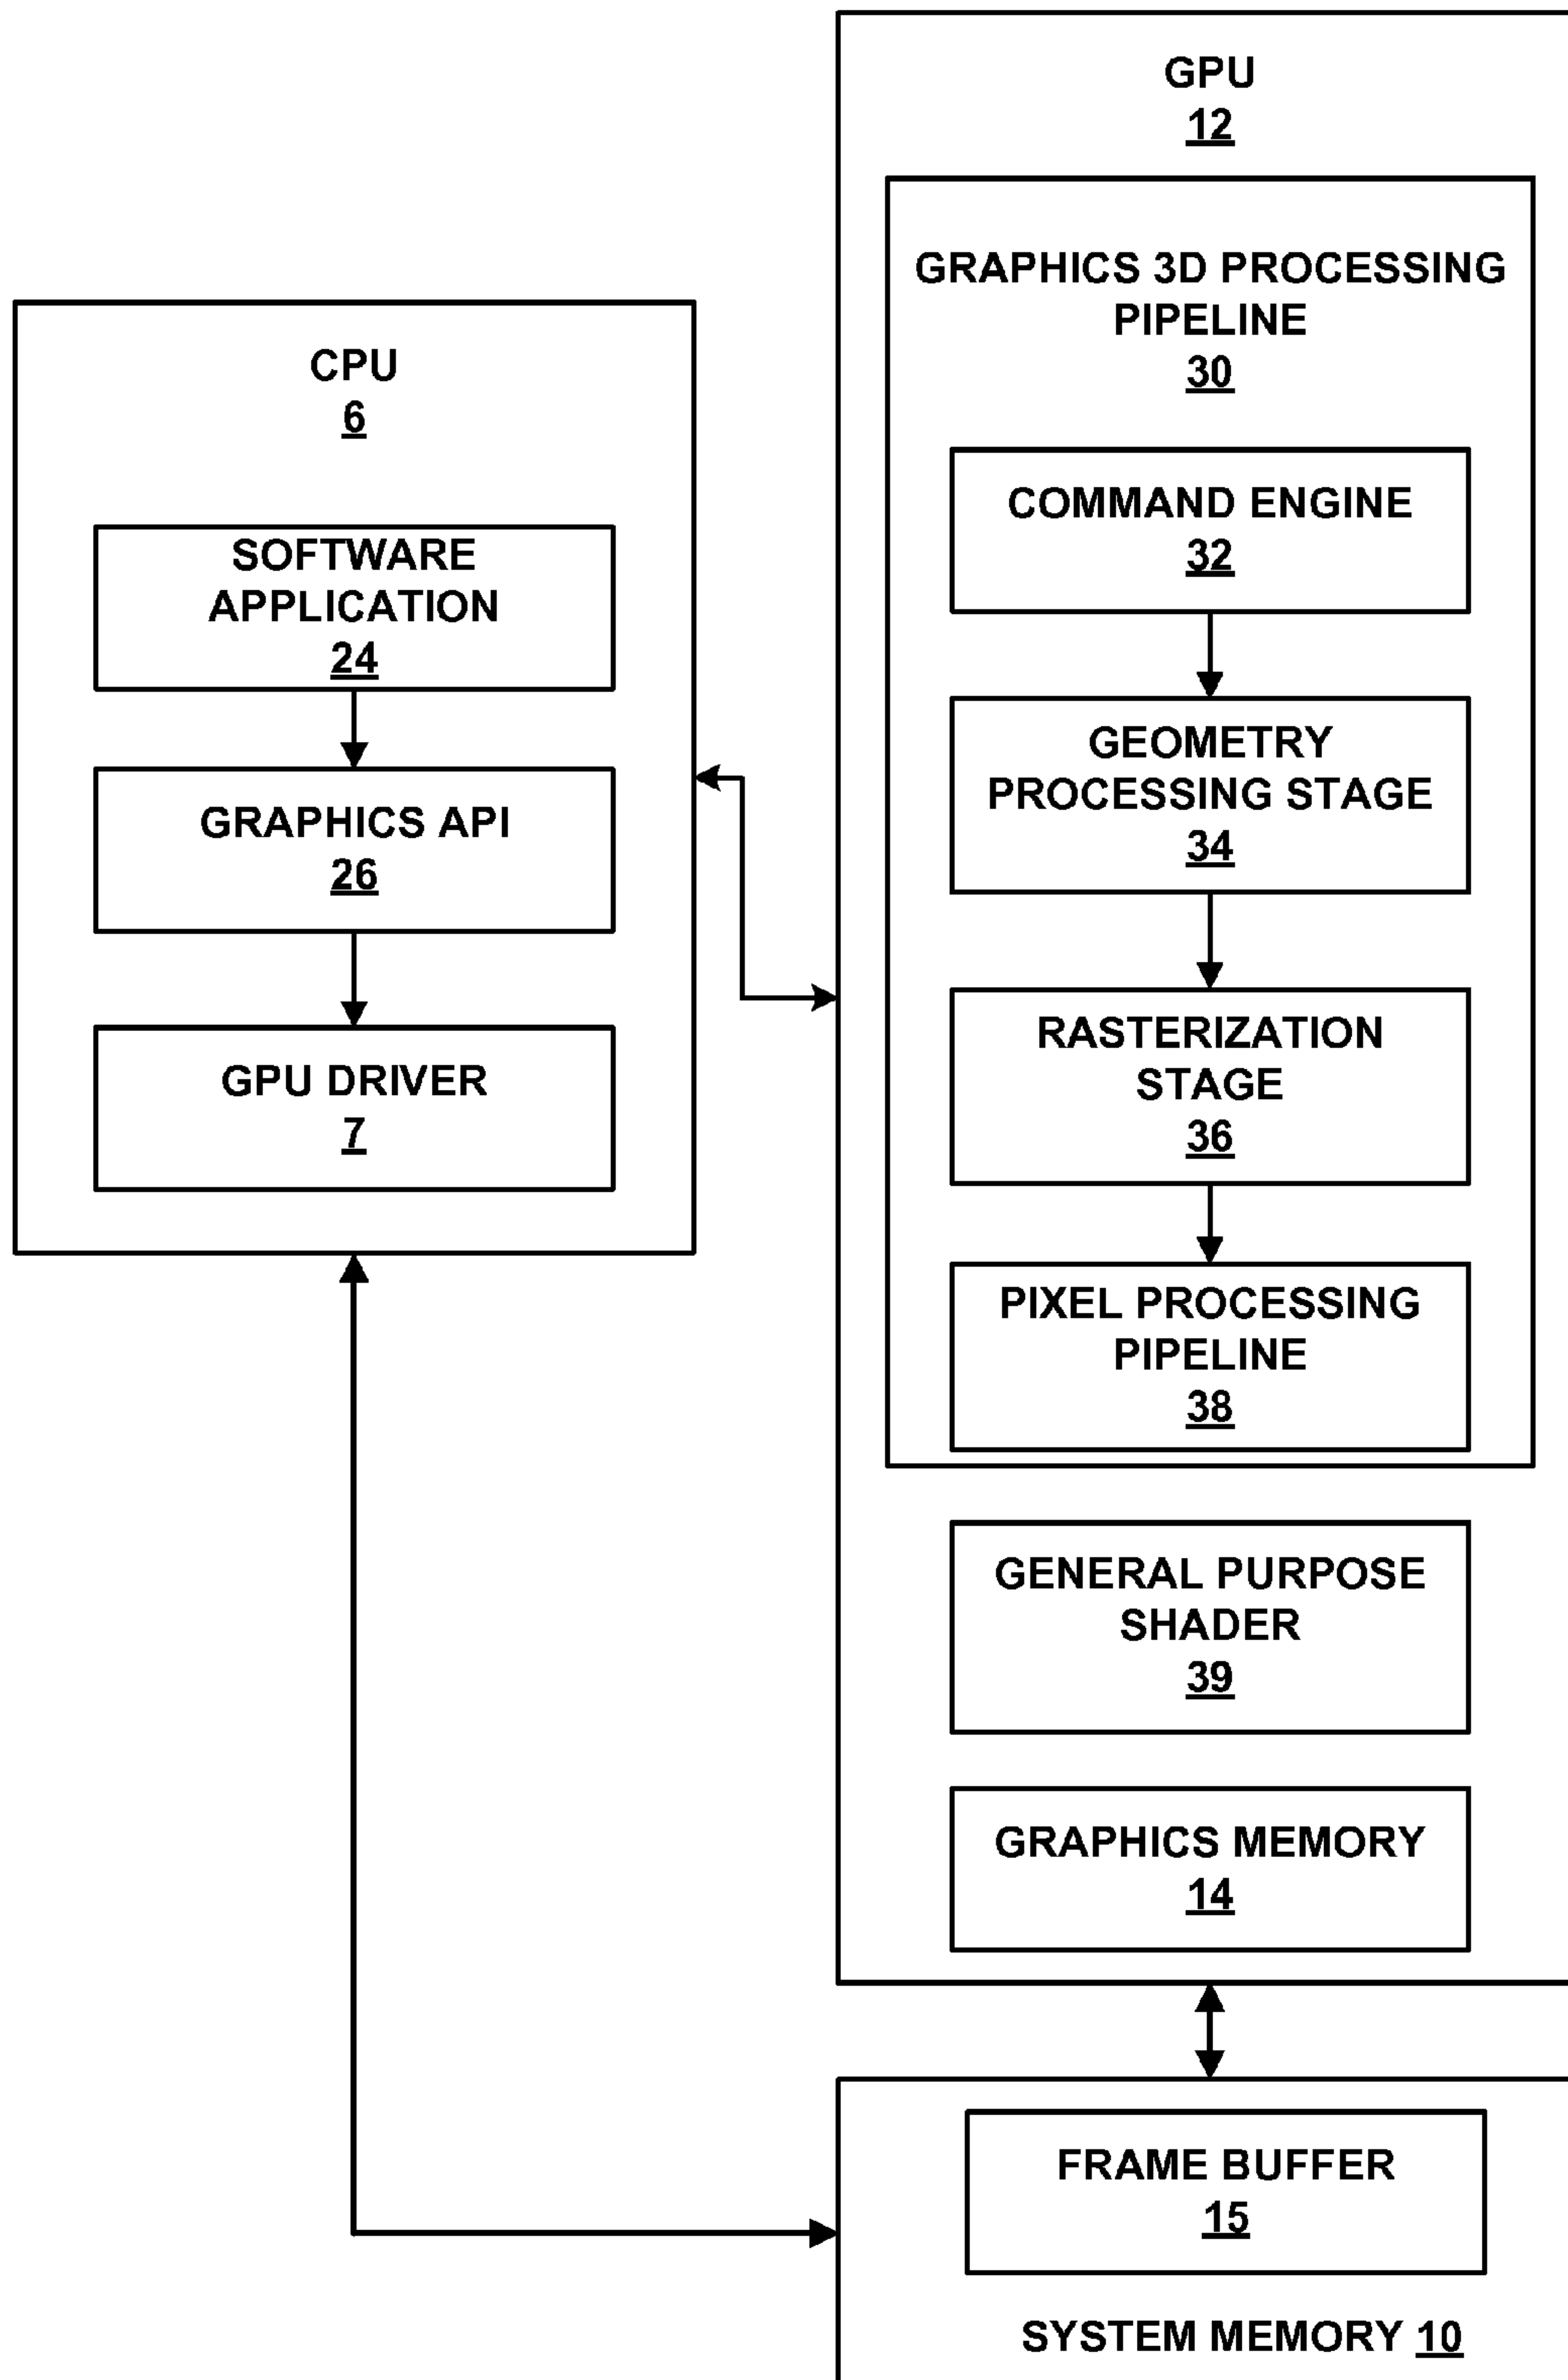 CPU
6
SOFTWARE
APPLICATION
24
GRAPHICS API
26
GPU DRIVER
7
GPU
12
GRAPHICS 3D PROCESSING
PIPELINE
30
COMMAND ENGINE
32
GEOMETRY
PROCESSING STAGE
34
RASTERIZATION
STAGE
36
PIXEL PROCESSING
PIPELINE
38
GENERAL PURPOSE
SHADER
39
GRAPHICS MEMORY
14
FRAME BUFFER
15
SYSTEM MEMORY 10